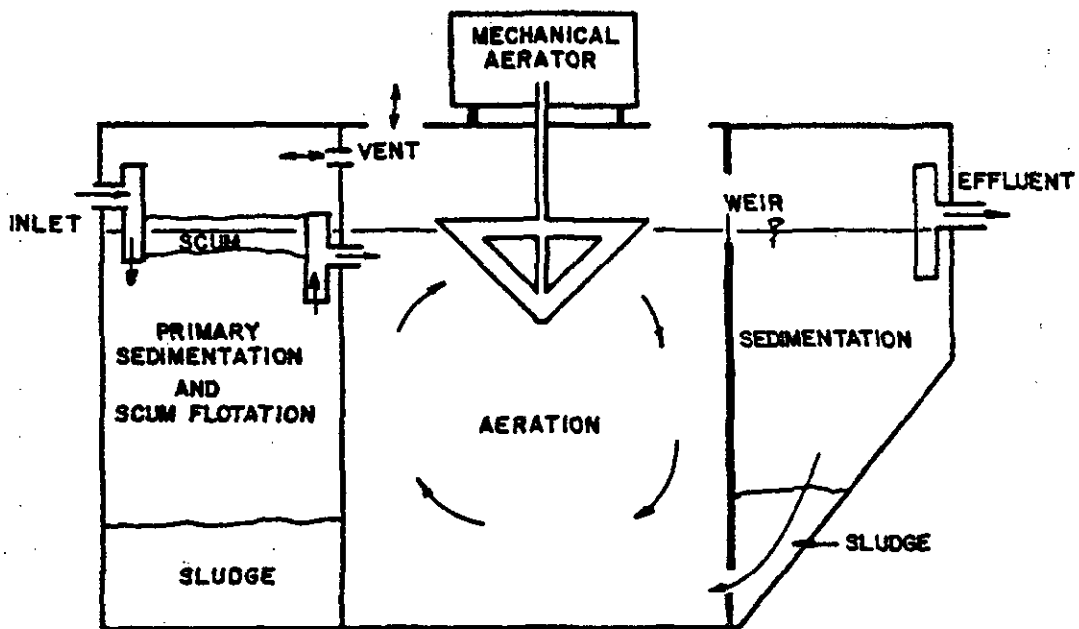 MECHANICAL
AERATOR
VENT
INLET
SCUM
WEIR
EFFLUENT
PRIMARY
SEDIMENTATION
AND
SCUM FLOTATION
AERATION
SEDIMENTATION
SLUDGE
SLUDGE